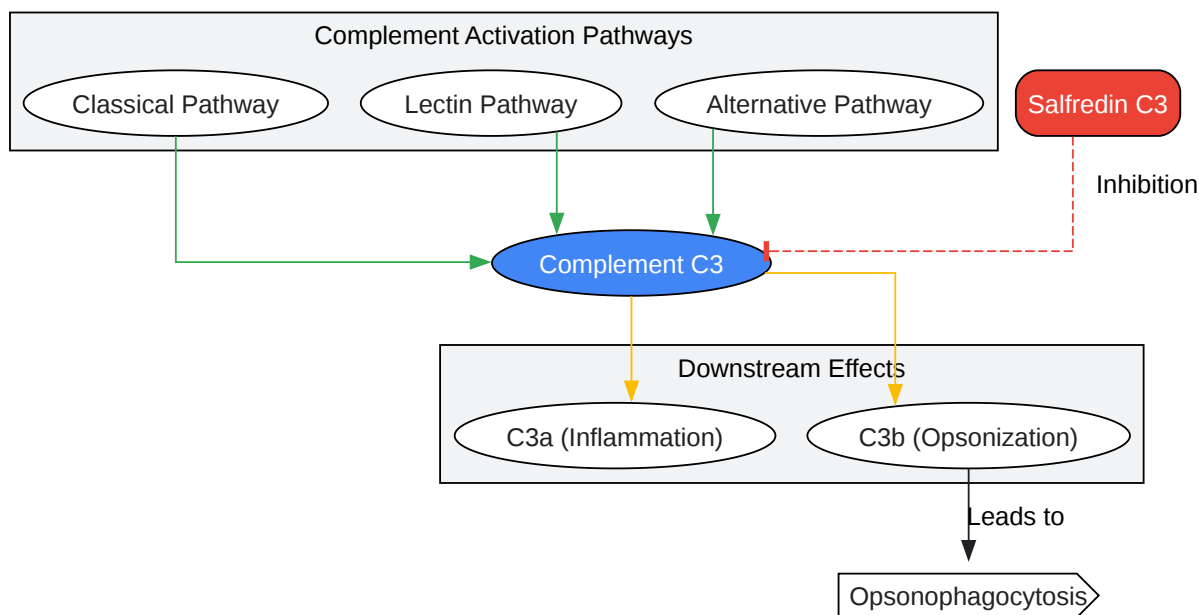 Complement Activation Pathways
Classical Pathway
Lectin Pathway
Alternative Pathway
Salfredin C3
Inhibition
Complement C3
Downstream Effects
C3a (Inflammation)
C3b (Opsonization)
Leads to
Opsonophagocytosis